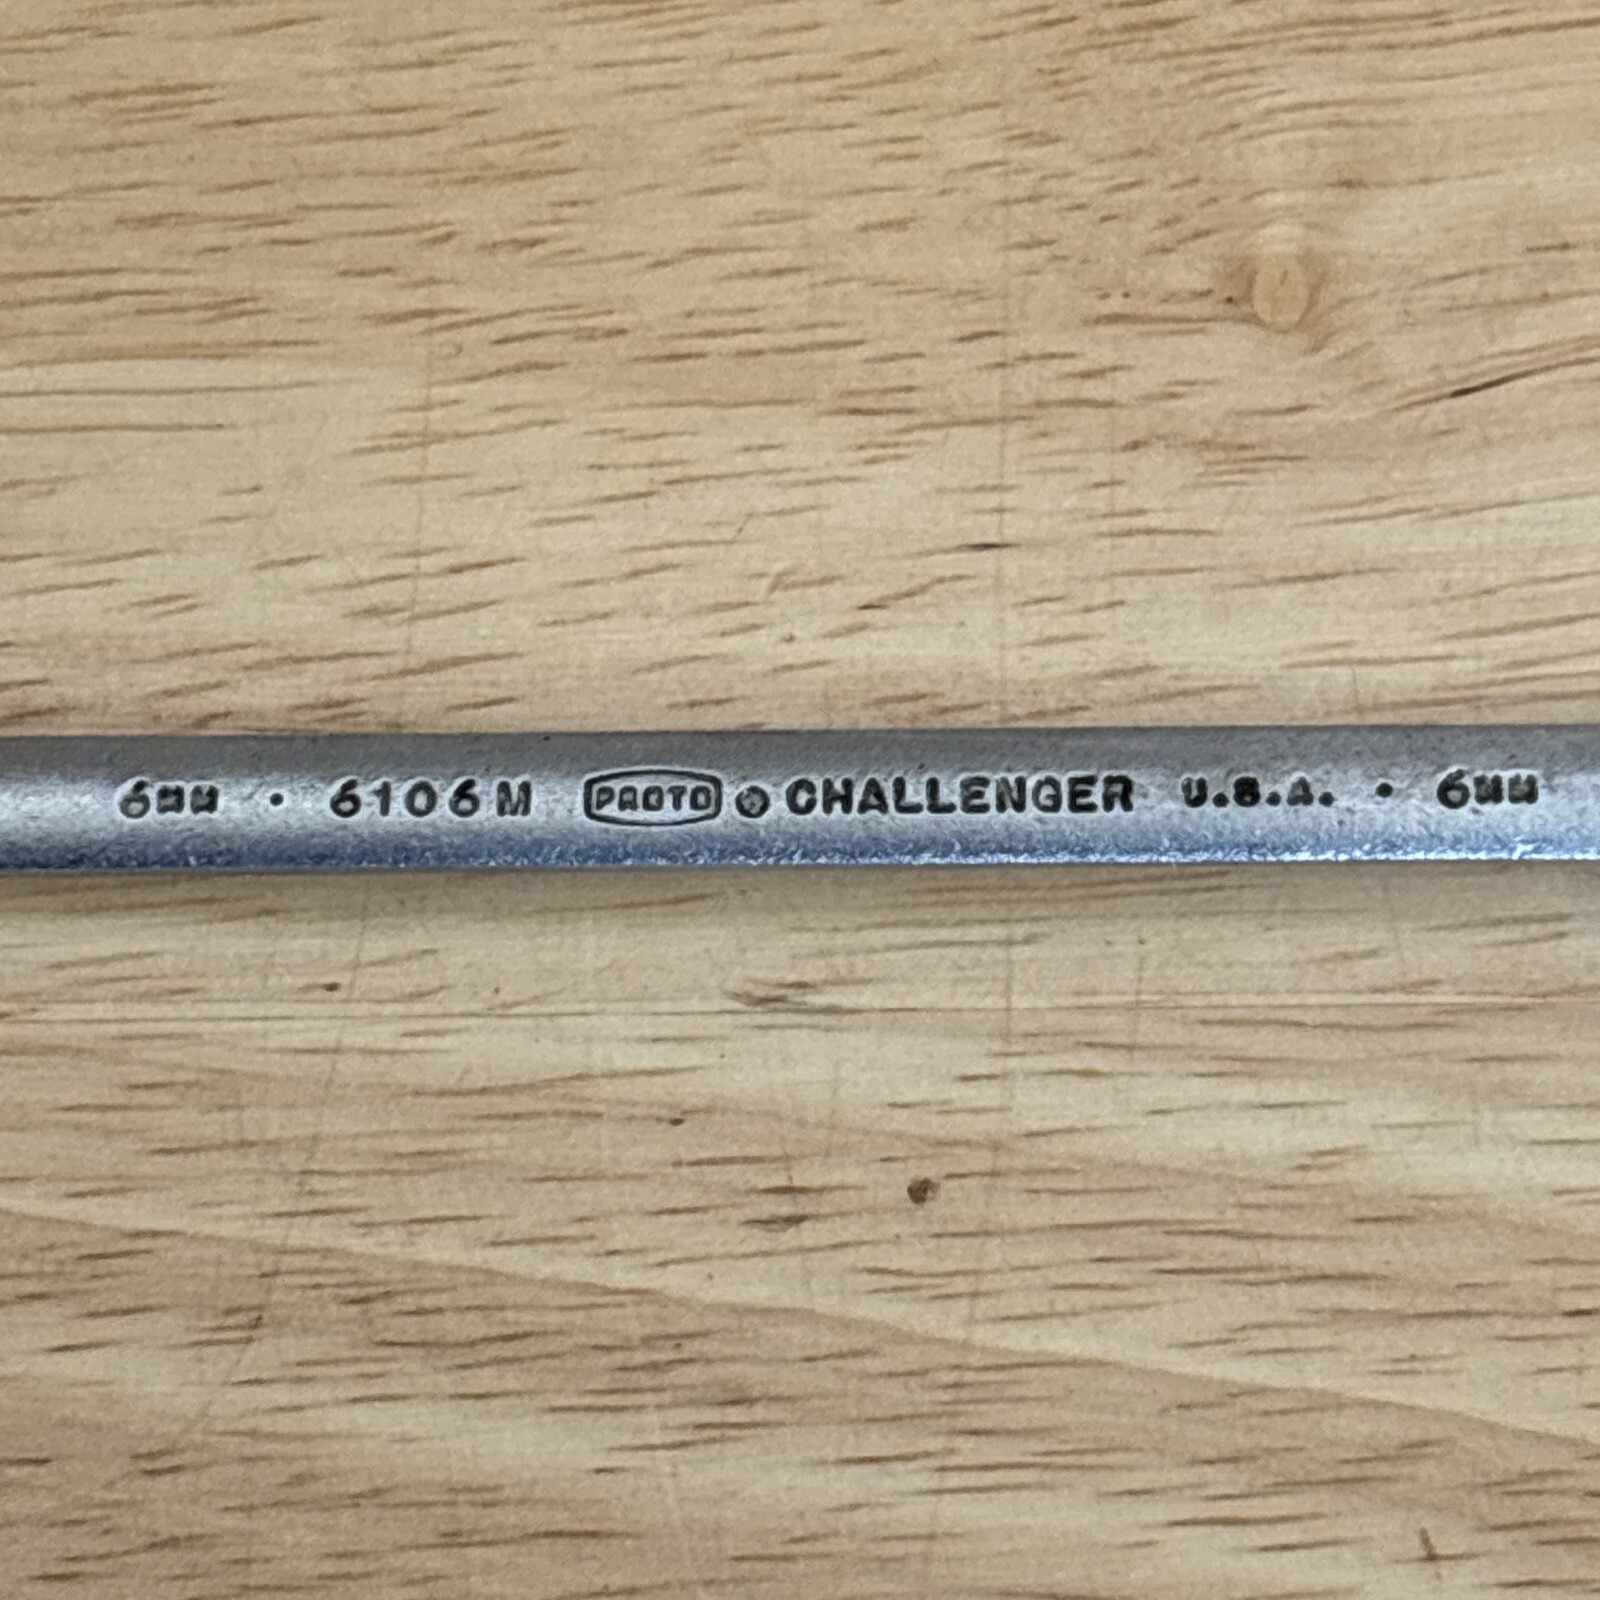 6MM • 6106M PROTO ® CHALLENGER U.S.A. • 6MM